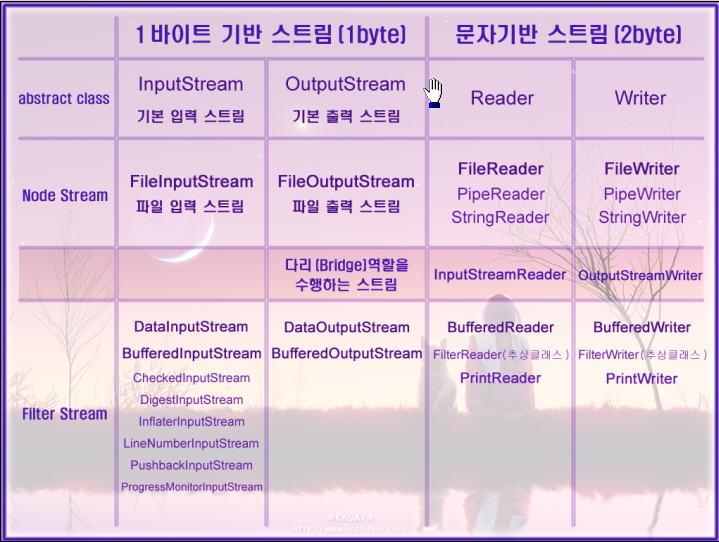 1바이트 기반 스트림(1byte)
문자기반 스트림(2byte)
abstract class
InputStream
기본 입력 스트림
OutputStream
기본 출력 스트림
Reader
Writer
Node Stream
FileInputStream
파일 입력 스트림
FileOutputStream
파일 출력 스트림
FileReader
PipeReader
StringReader
FileWriter
PipeWriter
StringWriter
다리(Bridge)역할을
수행하는 스트림
InputStreamReader
OutputStreamWriter
Filter Stream
DataInputStream
BufferedInputStream
CheckedInputStream
DigestInputStream
InflaterInputStream
LineNumberInputStream
PushbackInputStream
ProgressMonitorInputStream
DataOutputStream
BufferedOutputStream
BufferedReader
FilterReader(추상클래스)
PrintReader
BufferedWriter
FilterWriter(추상클래스)
PrintWriter
©KAGAYA